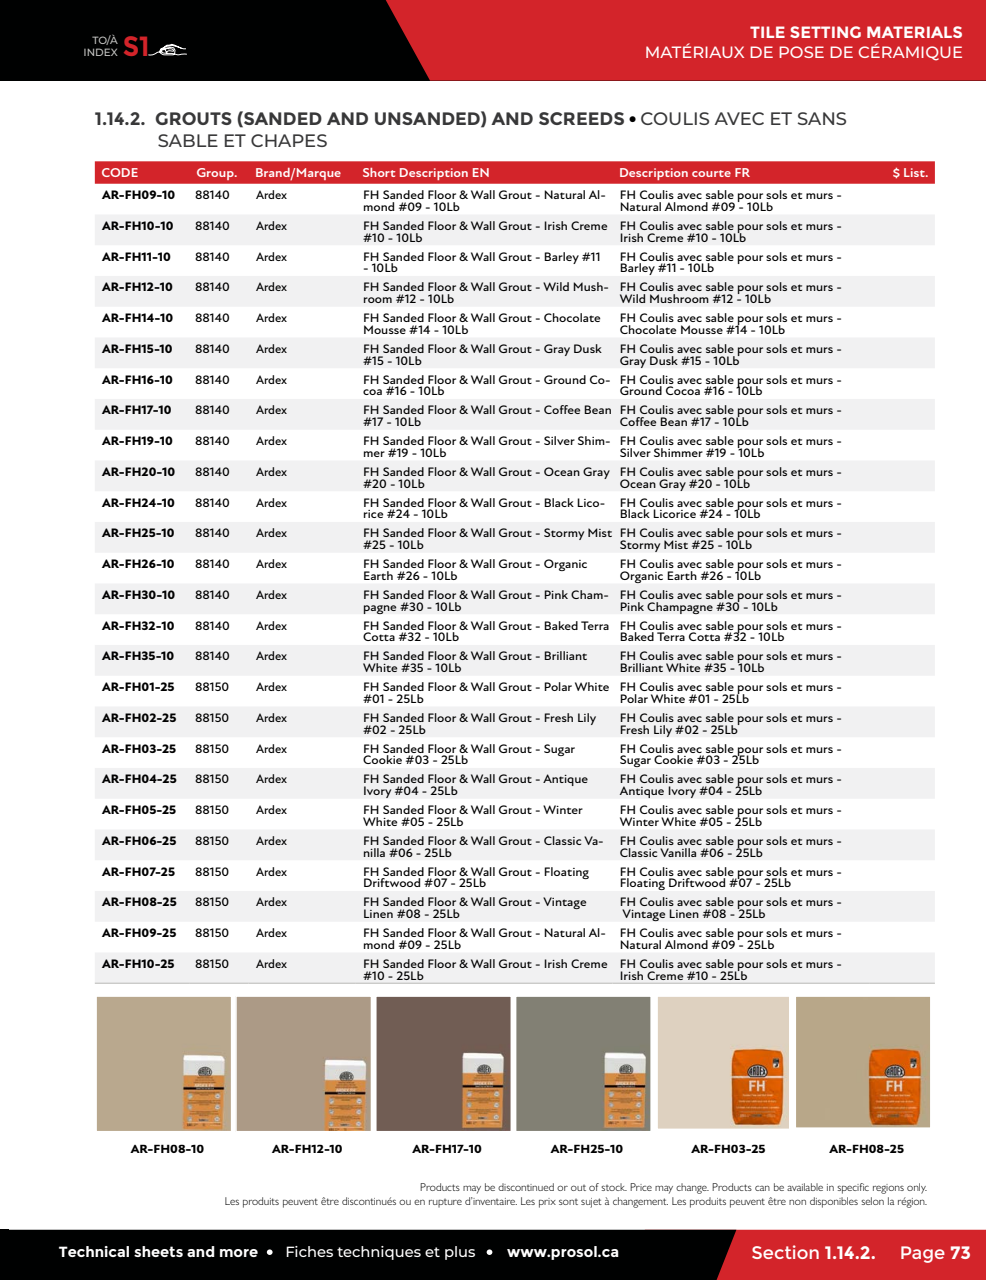 TO/À
INDEX S1
TILE SETTING MATERIALS
MATÉRIAUX DE POSE DE CÉRAMIQUE
1.14.2. GROUTS (SANDED AND UNSANDED) AND SCREEDS • COULIS AVEC ET SANS
SABLE ET CHAPES
CODE Group. Brand/Marque Short Description EN Description courte FR $ List.
AR-FH09-10 88140 Ardex FH Sanded Floor & Wall Grout - Natural Al- FH Coulis avec sable pour sols et murs -
mond #09 - 10Lb Natural Almond #09 - 10Lb
AR-FH10-10 88140 Ardex FH Sanded Floor & Wall Grout - Irish Creme FH Coulis avec sable pour sols et murs -
#10 - 10Lb Irish Creme #10 - 10Lb
AR-FH11-10 88140 Ardex FH Sanded Floor & Wall Grout - Barley #11 FH Coulis avec sable pour sols et murs -
- 10Lb Barley #11 - 10Lb
AR-FH12-10 88140 Ardex FH Sanded Floor & Wall Grout - Wild Mush- FH Coulis avec sable pour sols et murs -
room #12 - 10Lb Wild Mushroom #12 - 10Lb
AR-FH14-10 88140 Ardex FH Sanded Floor & Wall Grout - Chocolate FH Coulis avec sable pour sols et murs -
Mousse #14 - 10Lb Chocolate Mousse #14 - 10Lb
AR-FH15-10 88140 Ardex FH Sanded Floor & Wall Grout - Gray Dusk FH Coulis avec sable pour sols et murs -
#15 - 10Lb Gray Dusk #15 - 10Lb
AR-FH16-10 88140 Ardex FH Sanded Floor & Wall Grout - Ground Co- FH Coulis avec sable pour sols et murs -
coa #16 - 10Lb Ground Cocoa #16 - 10Lb
AR-FH17-10 88140 Ardex FH Sanded Floor & Wall Grout - Coffee Bean FH Coulis avec sable pour sols et murs -
#17 - 10Lb Coffee Bean #17 - 10Lb
AR-FH19-10 88140 Ardex FH Sanded Floor & Wall Grout - Silver Shim- FH Coulis avec sable pour sols et murs -
mer #19 - 10Lb Silver Shimmer #19 - 10Lb
AR-FH20-10 88140 Ardex FH Sanded Floor & Wall Grout - Ocean Gray FH Coulis avec sable pour sols et murs -
#20 - 10Lb Ocean Gray #20 - 10Lb
AR-FH24-10 88140 Ardex FH Sanded Floor & Wall Grout - Black Lico- FH Coulis avec sable pour sols et murs -
rice #24 - 10Lb Black Licorice #24 - 10Lb
AR-FH25-10 88140 Ardex FH Sanded Floor & Wall Grout - Stormy Mist FH Coulis avec sable pour sols et murs -
#25 - 10Lb Stormy Mist #25 - 10Lb
AR-FH26-10 88140 Ardex FH Sanded Floor & Wall Grout - Organic FH Coulis avec sable pour sols et murs -
Earth #26 - 10Lb Organic Earth #26 - 10Lb
AR-FH30-10 88140 Ardex FH Sanded Floor & Wall Grout - Pink Cham- FH Coulis avec sable pour sols et murs -
pagne #30 - 10Lb Pink Champagne #30 - 10Lb
AR-FH32-10 88140 Ardex FH Sanded Floor & Wall Grout - Baked Terra FH Coulis avec sable pour sols et murs -
Cotta #32 - 10Lb Baked Terra Cotta #32 - 10Lb
AR-FH35-10 88140 Ardex FH Sanded Floor & Wall Grout - Brilliant FH Coulis avec sable pour sols et murs -
White #35 - 10Lb Brilliant White #35 - 10Lb
AR-FH01-25 88150 Ardex FH Sanded Floor & Wall Grout - Polar White FH Coulis avec sable pour sols et murs -
#01 - 25Lb Polar White #01 - 25Lb
AR-FH02-25 88150 Ardex FH Sanded Floor & Wall Grout - Fresh Lily FH Coulis avec sable pour sols et murs -
#02 - 25Lb Fresh Lily #02 - 25Lb
AR-FH03-25 88150 Ardex FH Sanded Floor & Wall Grout - Sugar FH Coulis avec sable pour sols et murs -
Cookie #03 - 25Lb Sugar Cookie #03 - 25Lb
AR-FH04-25 88150 Ardex FH Sanded Floor & Wall Grout - Antique FH Coulis avec sable pour sols et murs -
Ivory #04 - 25Lb Antique Ivory #04 - 25Lb
AR-FH05-25 88150 Ardex FH Sanded Floor & Wall Grout - Winter FH Coulis avec sable pour sols et murs -
White #05 - 25Lb Winter White #05 - 25Lb
AR-FH06-25 88150 Ardex FH Sanded Floor & Wall Grout - Classic Va- FH Coulis avec sable pour sols et murs -
nilla #06 - 25Lb Classic Vanilla #06 - 25Lb
AR-FH07-25 88150 Ardex FH Sanded Floor & Wall Grout - Floating FH Coulis avec sable pour sols et murs -
Driftwood #07 - 25Lb Floating Driftwood #07 - 25Lb
AR-FH08-25 88150 Ardex FH Sanded Floor & Wall Grout - Vintage FH Coulis avec sable pour sols et murs -
Linen #08 - 25Lb Vintage Linen #08 - 25Lb
AR-FH09-25 88150 Ardex FH Sanded Floor & Wall Grout - Natural Al- FH Coulis avec sable pour sols et murs -
mond #09 - 25Lb Natural Almond #09 - 25Lb
AR-FH10-25 88150 Ardex FH Sanded Floor & Wall Grout - Irish Creme FH Coulis avec sable pour sols et murs -
#10 - 25Lb Irish Creme #10 - 25Lb
ARDEX ARDEX ARDEX ARDEX ARDEX ARDEX
FH FH
AR-FH08-10 AR-FH12-10 AR-FH17-10 AR-FH25-10 AR-FH03-25 AR-FH08-25
Products may be discontinued or out of stock. Price may change. Products can be available in specific regions only.
Les produits peuvent être discontinués ou en rupture d'inventaire. Les prix sont sujet à changement. Les produits peuvent être non disponibles selon la région.
Technical sheets and more • Fiches techniques et plus • www.prosol.ca
Section 1.14.2. Page 73